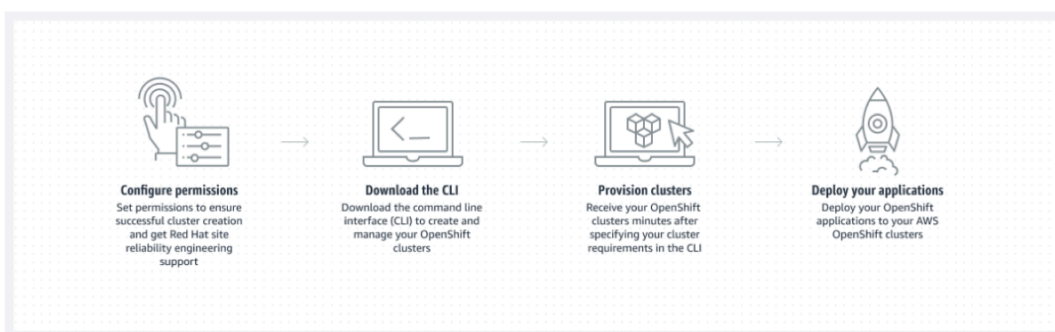 Configure permissions
Set permissions to ensure
successful cluster creation
and get Red Hat site
reliability engineering
support
Download the CLI
Download the command line
interface (CLI) to create and
manage your OpenShift
clusters
Provision clusters
Receive your OpenShift
clusters minutes after
specifying your cluster
requirements in the CLI
Deploy your applications
Deploy your OpenShift
applications to your AWS
OpenShift clusters